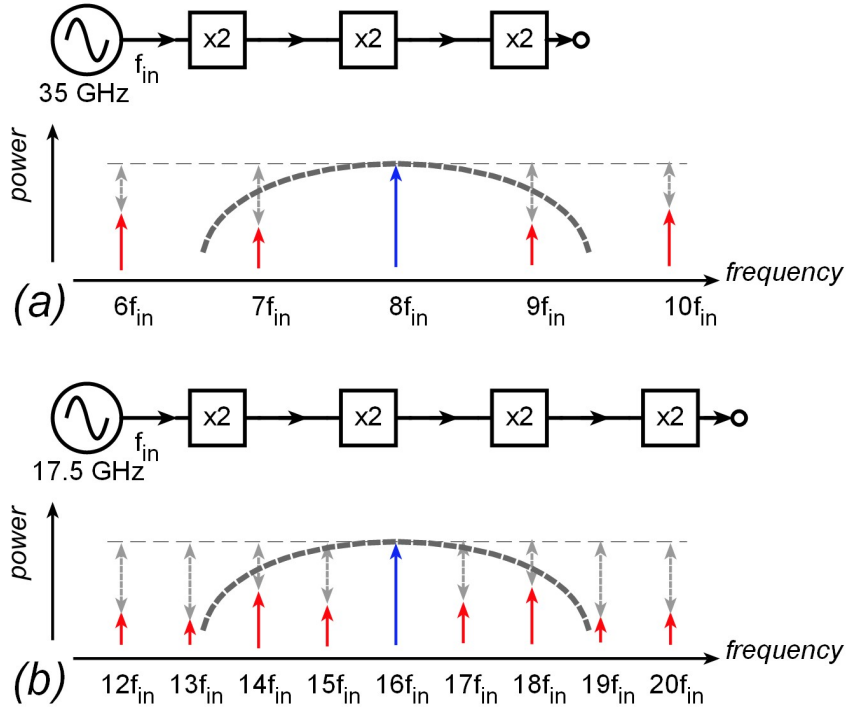 x2 x2 x2
f_in
35 GHz
power
frequency
(a)
6f_in 7f_in 8f_in 9f_in 10f_in
x2 x2 x2 x2
f_in
17.5 GHz
power
frequency
(b)
12f_in 13f_in 14f_in 15f_in 16f_in 17f_in 18f_in 19f_in 20f_in